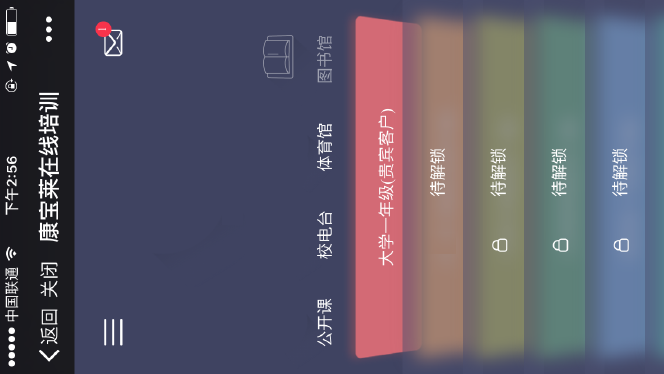 中国联通 下午2:56
返回 关闭 康宝莱在线培训
1
公开课 校电台 体育馆 图书馆
大学一年级(贵宾客户)
待解锁
待解锁
待解锁
待解锁